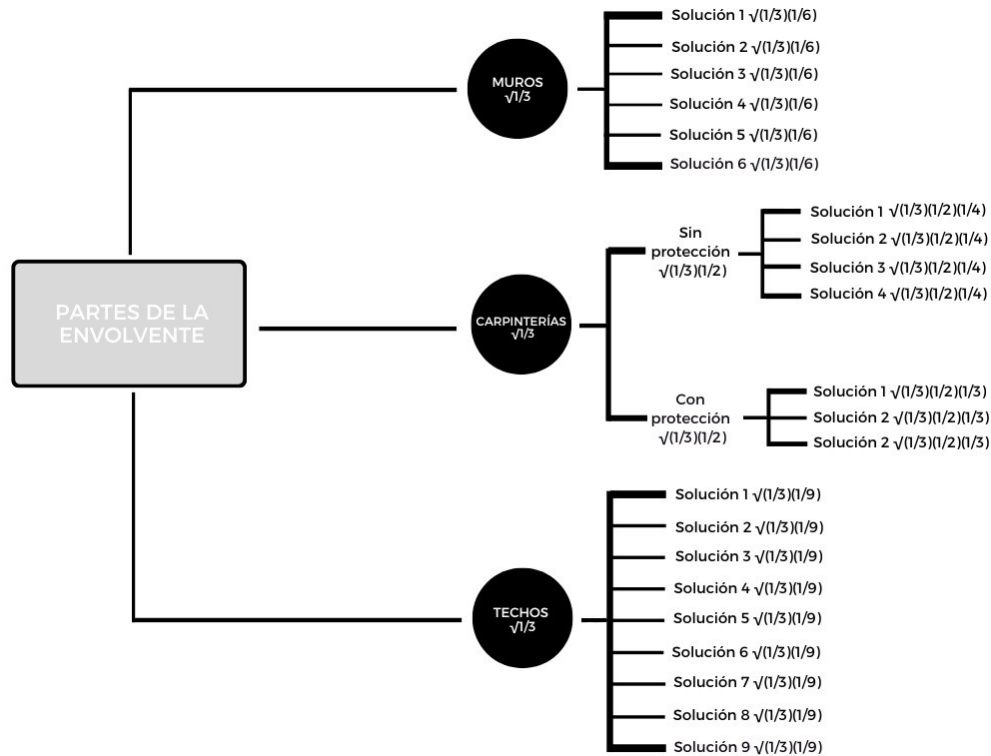 PARTES DE LA
ENVOLVENTE
MUROS
√1/3
Solución 1 √(1/3)(1/6)
Solución 2 √(1/3)(1/6)
Solución 3 √(1/3)(1/6)
Solución 4 √(1/3)(1/6)
Solución 5 √(1/3)(1/6)
Solución 6 √(1/3)(1/6)
CARPINTERÍAS
√1/3
Sin
protección
√(1/3)(1/2)
Solución 1 √(1/3)(1/2)(1/4)
Solución 2 √(1/3)(1/2)(1/4)
Solución 3 √(1/3)(1/2)(1/4)
Solución 4 √(1/3)(1/2)(1/4)
Con
protección
√(1/3)(1/2)
Solución 1 √(1/3)(1/2)(1/3)
Solución 2 √(1/3)(1/2)(1/3)
Solución 2 √(1/3)(1/2)(1/3)
TECHOS
√1/3
Solución 1 √(1/3)(1/9)
Solución 2 √(1/3)(1/9)
Solución 3 √(1/3)(1/9)
Solución 4 √(1/3)(1/9)
Solución 5 √(1/3)(1/9)
Solución 6 √(1/3)(1/9)
Solución 7 √(1/3)(1/9)
Solución 8 √(1/3)(1/9)
Solución 9 √(1/3)(1/9)